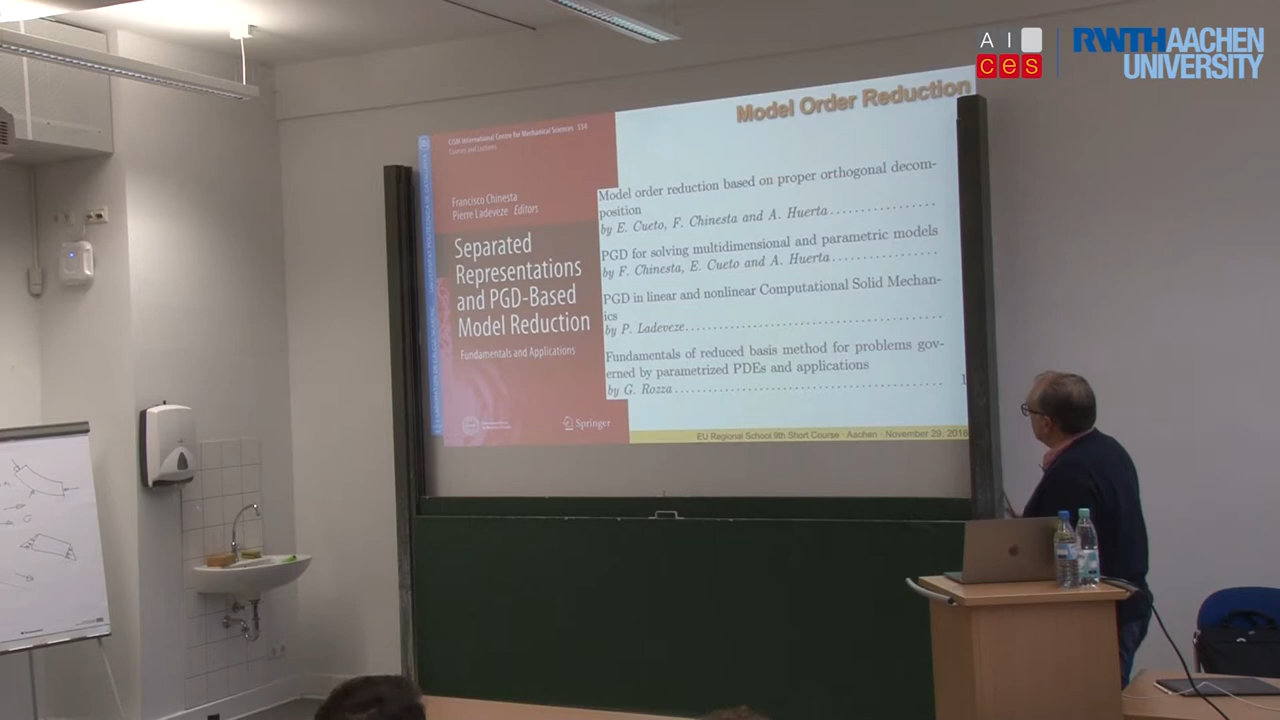 AI
ces
RWTHAACHEN
UNIVERSITY
Model Order Reduction
CISM International Centre for Mechanical Sciences 554
Courses and Lectures
Francisco Chinesta
Pierre Ladevèze Editors
Separated
Representations
and PGD-Based
Model Reduction
Fundamentals and Applications
Springer
Model order reduction based on proper orthogonal decom-
position
by E. Cueto, F. Chinesta and A. Huerta
PGD for solving multidimensional and parametric models
by F. Chinesta, E. Cueto and A. Huerta
PGD in linear and nonlinear Computational Solid Mechan-
ics
by P. Ladeveze
Fundamentals of reduced basis method for problems gov-
erned by parametrized PDEs and applications
by G. Rozza
EU Regional School 9th Short Course · Aachen · November 29, 2018